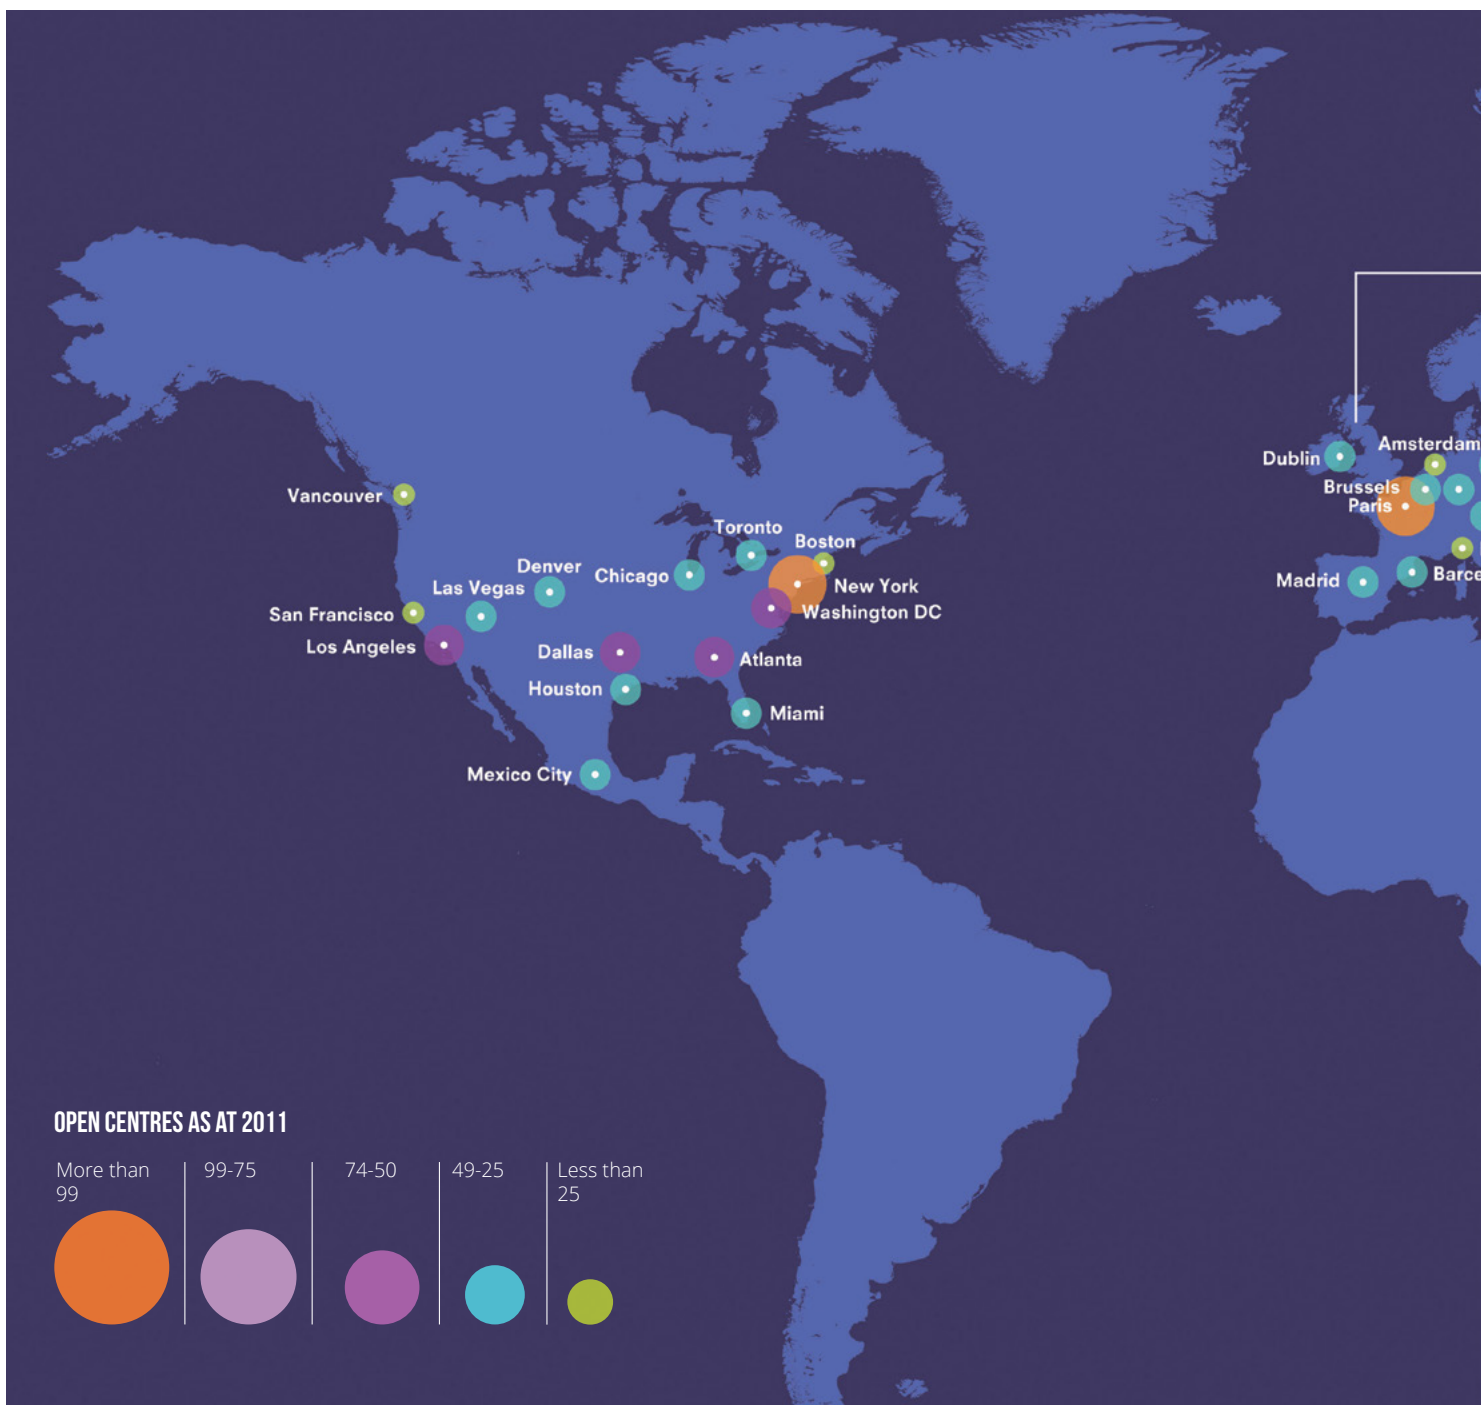 Dublin
Amsterdam
Brussels
Paris
Vancouver
Toronto
Boston
Denver
Chicago
Las Vegas
New York
Madrid
San Francisco
Washington DC
Los Angeles
Dallas
Atlanta
Houston
Miami
Mexico City
OPEN CENTRES AS AT 2011
More than
99
99-75
74-50
49-25
Less than
25